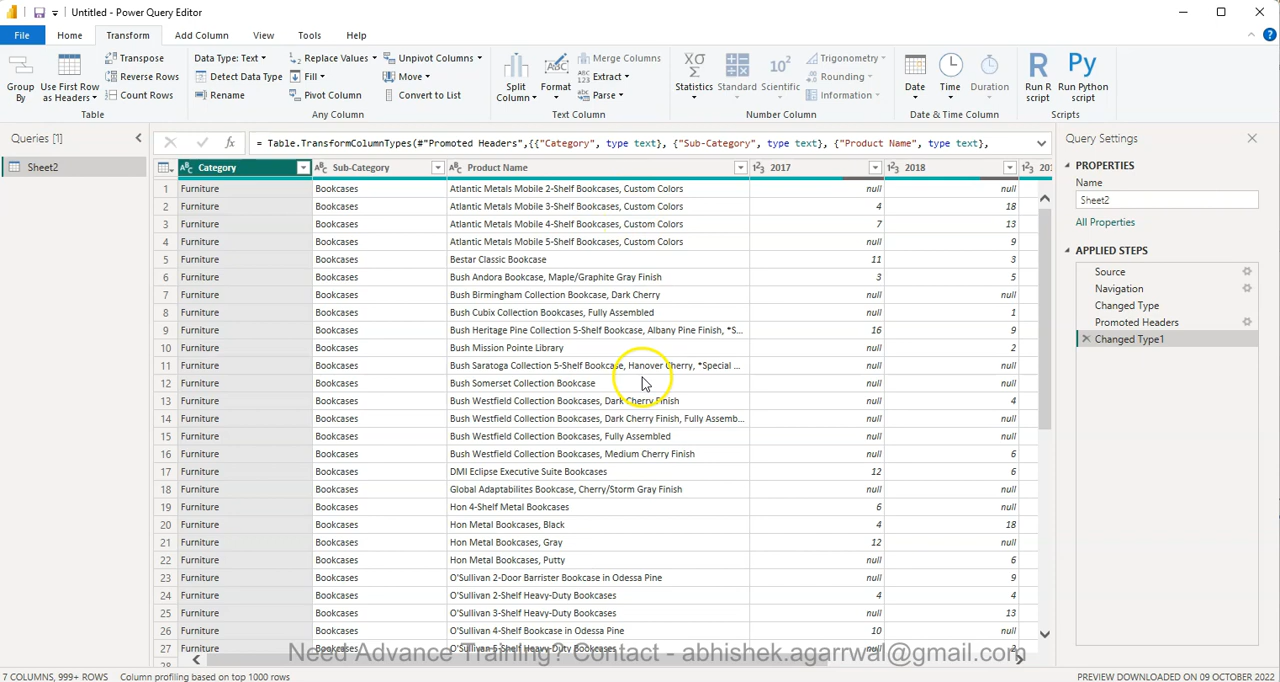 Untitled - Power Query Editor
File Home Transform Add Column View Tools Help
Group By
Use First Row as Headers
Transpose
Reverse Rows
Count Rows
Table
Data Type: Text
Detect Data Type
Rename
Replace Values
Fill
Pivot Column
Unpivot Columns
Move
Convert to List
Any Column
Split Column
Format
Merge Columns
Extract
Parse
Text Column
Statistics
Standard
Scientific
Trigonometry
Rounding
Information
Number Column
Date
Time
Duration
Date & Time Column
Run R script
Run Python script
Scripts
Queries [1]
Sheet2
= Table.TransformColumnTypes(#"Promoted Headers",{{"Category", type text}, {"Sub-Category", type text}, {"Product Name", type text},
Category Sub-Category Product Name 2017 2018
1 Furniture Bookcases Atlantic Metals Mobile 2-Shelf Bookcases, Custom Colors null null
2 Furniture Bookcases Atlantic Metals Mobile 3-Shelf Bookcases, Custom Colors 4 18
3 Furniture Bookcases Atlantic Metals Mobile 4-Shelf Bookcases, Custom Colors 7 13
4 Furniture Bookcases Atlantic Metals Mobile 5-Shelf Bookcases, Custom Colors null 9
5 Furniture Bookcases Bestar Classic Bookcase 11 3
6 Furniture Bookcases Bush Andora Bookcase, Maple/Graphite Gray Finish 3 5
7 Furniture Bookcases Bush Birmingham Collection Bookcase, Dark Cherry null null
8 Furniture Bookcases Bush Cubix Collection Bookcases, Fully Assembled null 1
9 Furniture Bookcases Bush Heritage Pine Collection 5-Shelf Bookcase, Albany Pine Finish, *S... 16 9
10 Furniture Bookcases Bush Mission Pointe Library null 2
11 Furniture Bookcases Bush Saratoga Collection 5-Shelf Bookcase, Hanover Cherry, *Special ... null null
12 Furniture Bookcases Bush Somerset Collection Bookcase null null
13 Furniture Bookcases Bush Westfield Collection Bookcases, Dark Cherry Finish null 4
14 Furniture Bookcases Bush Westfield Collection Bookcases, Dark Cherry Finish, Fully Assemb... null null
15 Furniture Bookcases Bush Westfield Collection Bookcases, Fully Assembled null null
16 Furniture Bookcases Bush Westfield Collection Bookcases, Medium Cherry Finish null 6
17 Furniture Bookcases DMI Eclipse Executive Suite Bookcases 12 6
18 Furniture Bookcases Global Adaptabilites Bookcase, Cherry/Storm Gray Finish null null
19 Furniture Bookcases Hon 4-Shelf Metal Bookcases 6 null
20 Furniture Bookcases Hon Metal Bookcases, Black 4 18
21 Furniture Bookcases Hon Metal Bookcases, Gray 12 null
22 Furniture Bookcases Hon Metal Bookcases, Putty null 6
23 Furniture Bookcases O'Sullivan 2-Door Barrister Bookcase in Odessa Pine null 9
24 Furniture Bookcases O'Sullivan 2-Shelf Heavy-Duty Bookcases 4 4
25 Furniture Bookcases O'Sullivan 3-Shelf Heavy-Duty Bookcases null 13
26 Furniture Bookcases O'Sullivan 4-Shelf Bookcase in Odessa Pine 10 null
27 Furniture Bookcases O'Sullivan 5-Shelf Heavy-Duty Bookcases null 2
28
Need Advance Training? Contact - abhishek.agarrwal@gmail.com
Query Settings
PROPERTIES
Name
Sheet2
All Properties
APPLIED STEPS
Source
Navigation
Changed Type
Promoted Headers
Changed Type1
7 COLUMNS, 999+ ROWS Column profiling based on top 1000 rows
PREVIEW DOWNLOADED ON 09 OCTOBER 2022